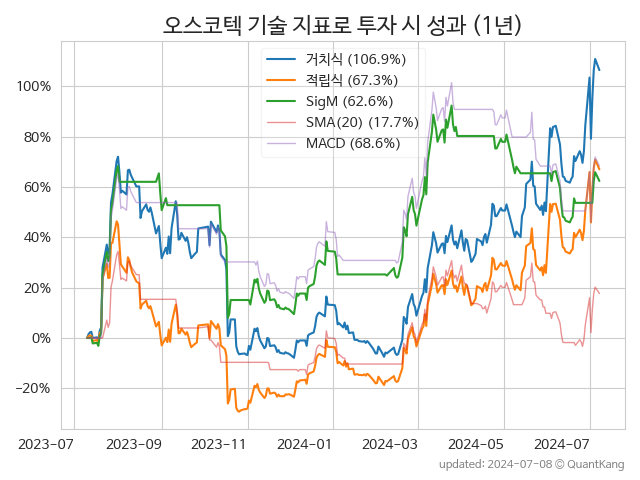 오스코텍 기술 지표로 투자 시 성과 (1년)
거치식 (106.9%)
적립식 (67.3%)
SigM (62.6%)
SMA(20) (17.7%)
MACD (68.6%)
100%
80%
60%
40%
20%
0%
−20%
2023-07
2023-09
2023-11
2024-01
2024-03
2024-05
2024-07
updated: 2024-07-08 © QuantKang